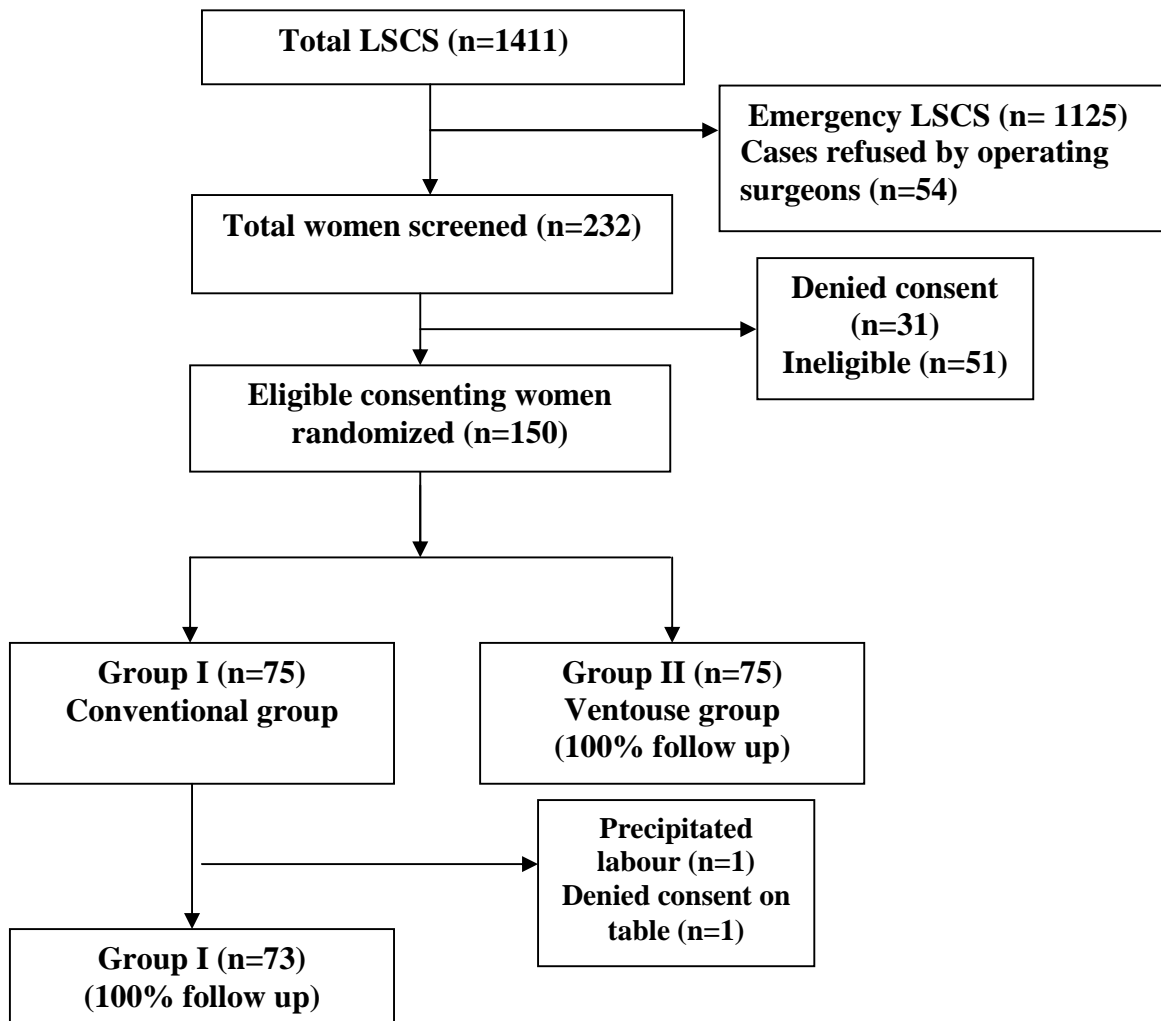 Total LSCS (n=1411)
Emergency LSCS (n= 1125)
Cases refused by operating
surgeons (n=54)
Total women screened (n=232)
Denied consent
(n=31)
Ineligible (n=51)
Eligible consenting women
randomized (n=150)
Group I (n=75)
Conventional group
Group II (n=75)
Ventouse group
(100% follow up)
Precipitated
labour (n=1)
Denied consent on
table (n=1)
Group I (n=73)
(100% follow up)